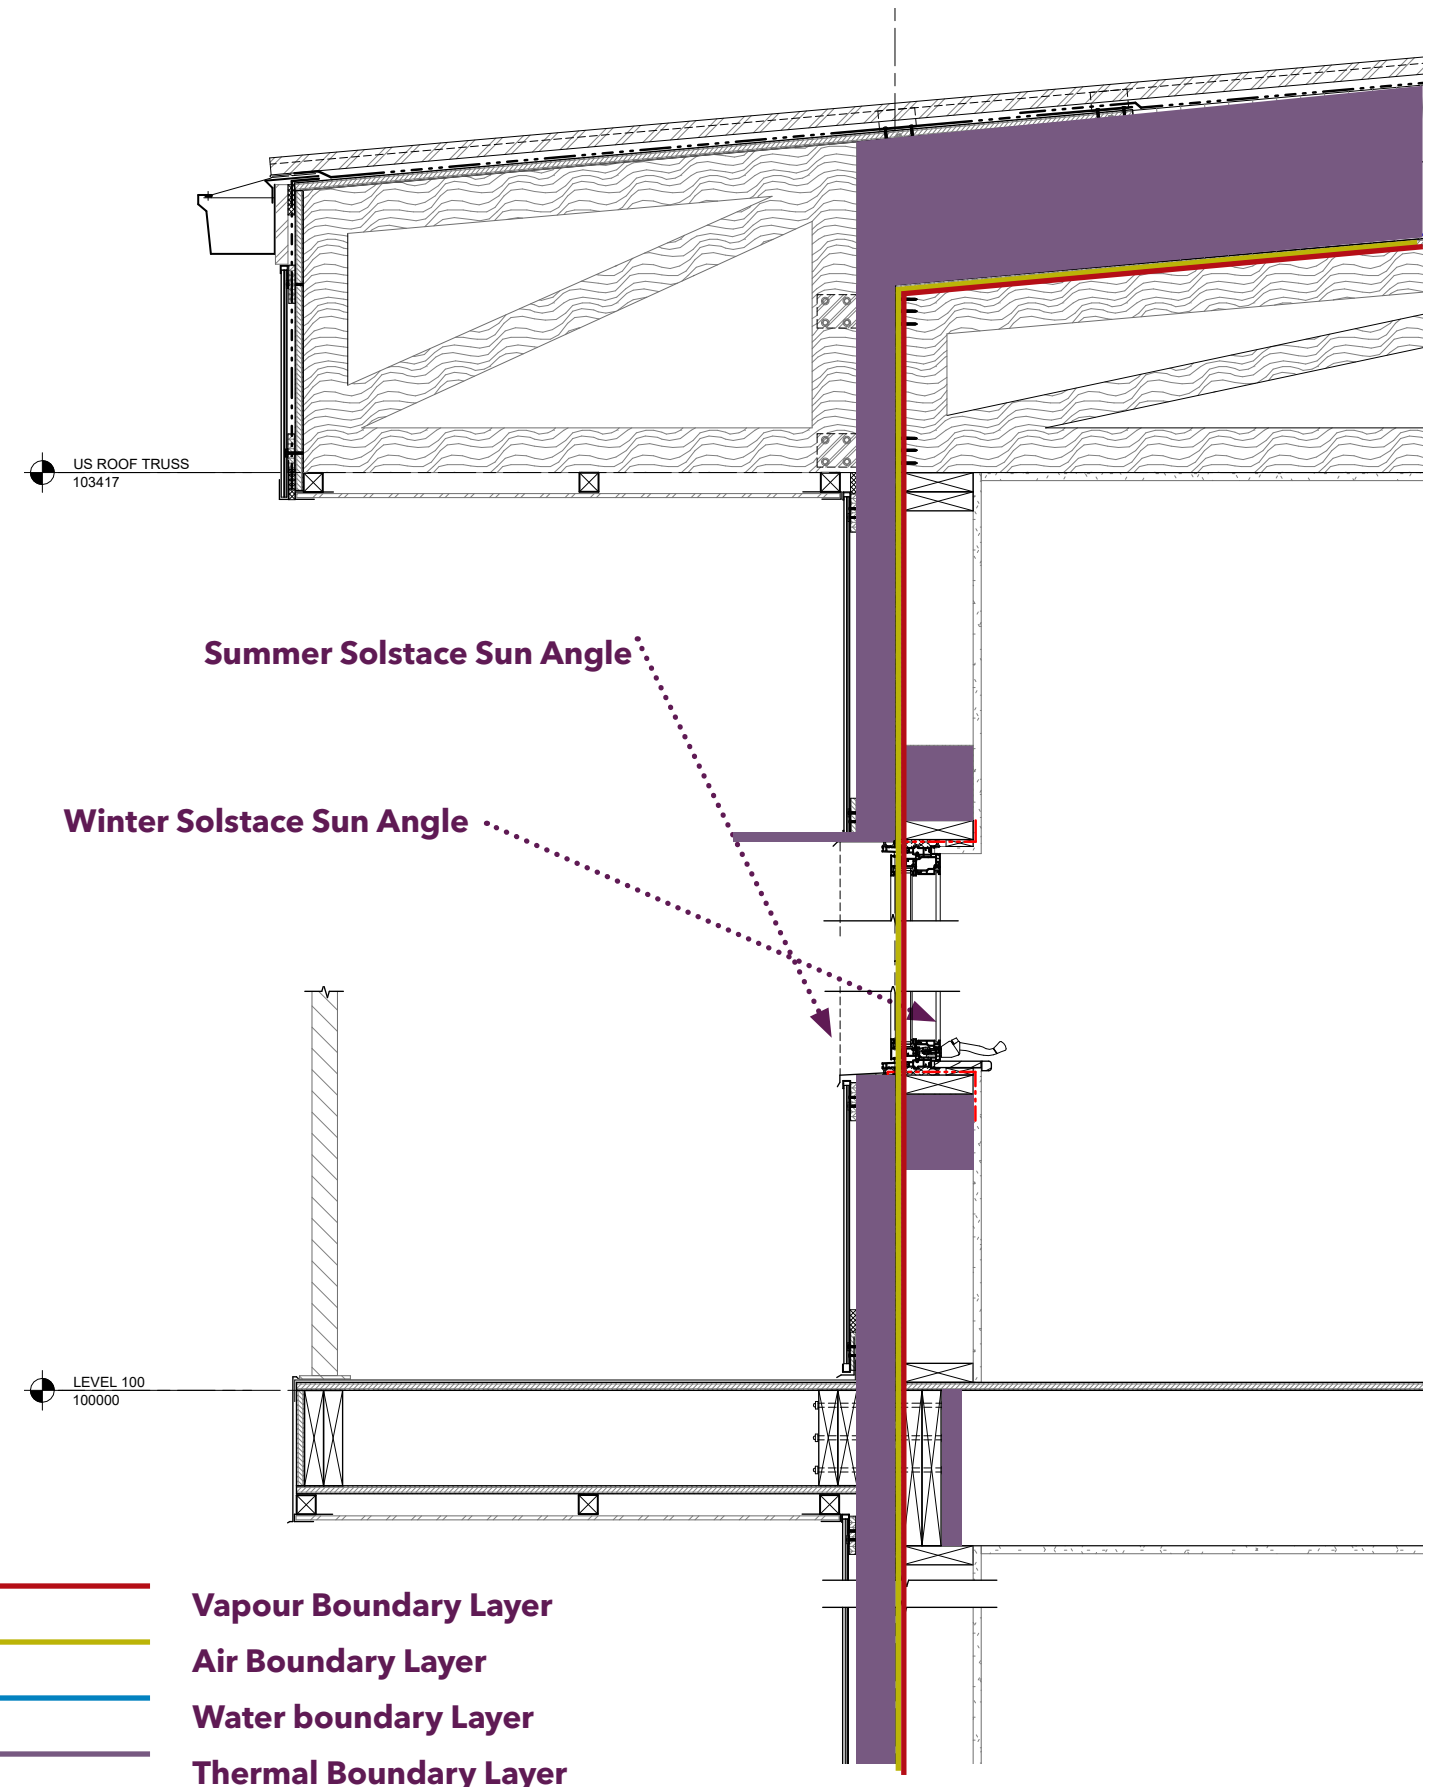 US ROOF TRUSS
103417
Summer Solstace Sun Angle
Winter Solstace Sun Angle
LEVEL 100
100000
Vapour Boundary Layer
Air Boundary Layer
Water boundary Layer
Thermal Boundary Layer